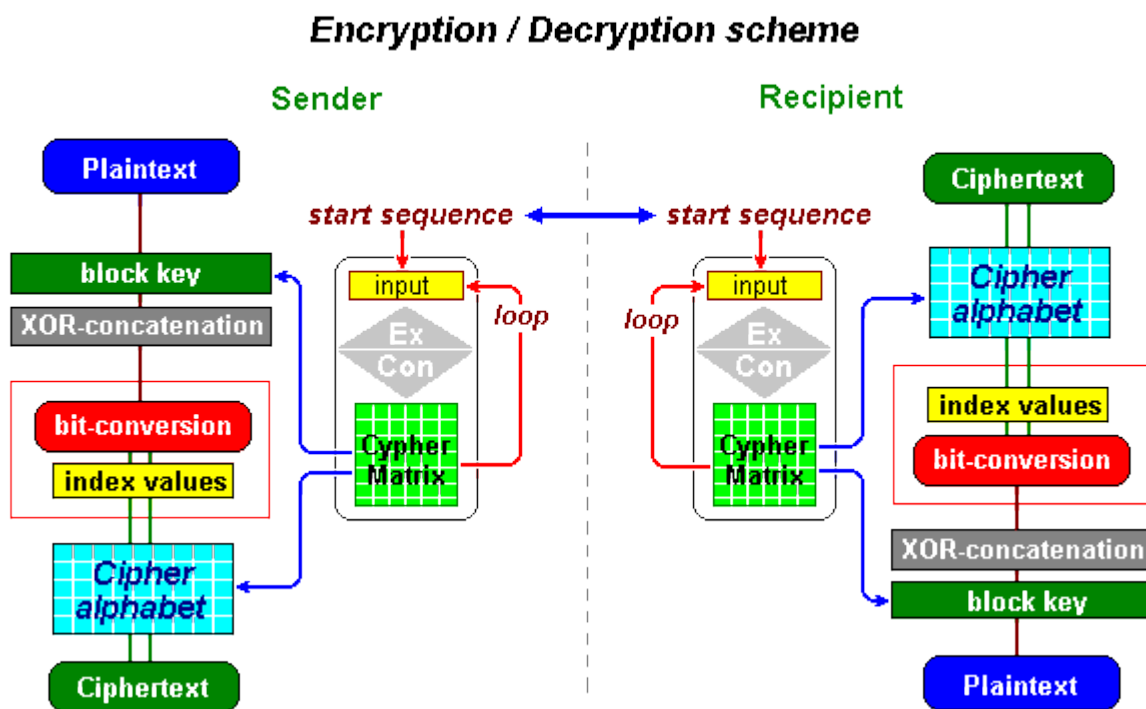 Encryption / Decryption scheme
Sender
Recipient
Plaintext
start sequence
block key
input
loop
XOR-concatenation
Ex
Con
bit-conversion
index values
Cypher
Matrix
Cipher
alphabet
Ciphertext
Ciphertext
start sequence
input
loop
Ex
Con
Cypher
Matrix
Cipher
alphabet
index values
bit-conversion
XOR-concatenation
block key
Plaintext